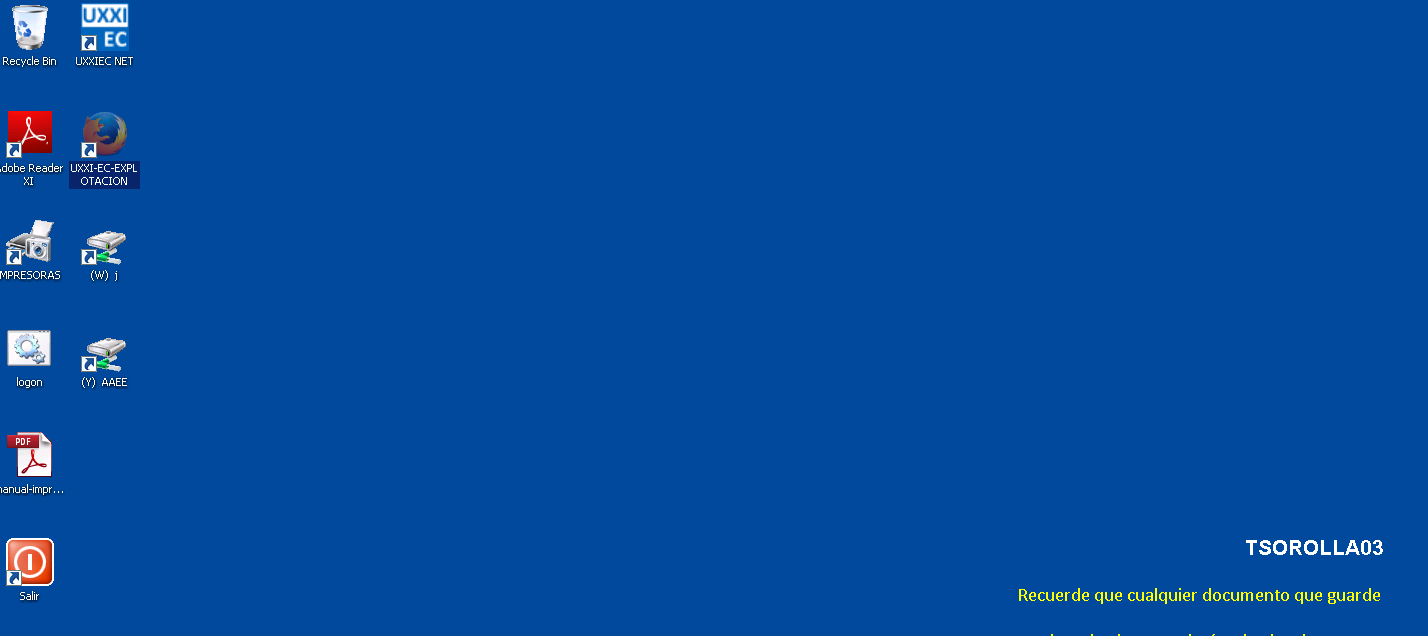 UXXI
EC
Recycle Bin
UXXIEC NET
Adobe Reader
XI
UXXI-EC-EXPL
OTACION
IMPRESORAS
(W) j
logon
(Y) AAEE
PDF
manual-impr...
Salir
TSOROLLA03
Recuerde que cualquier documento que guarde